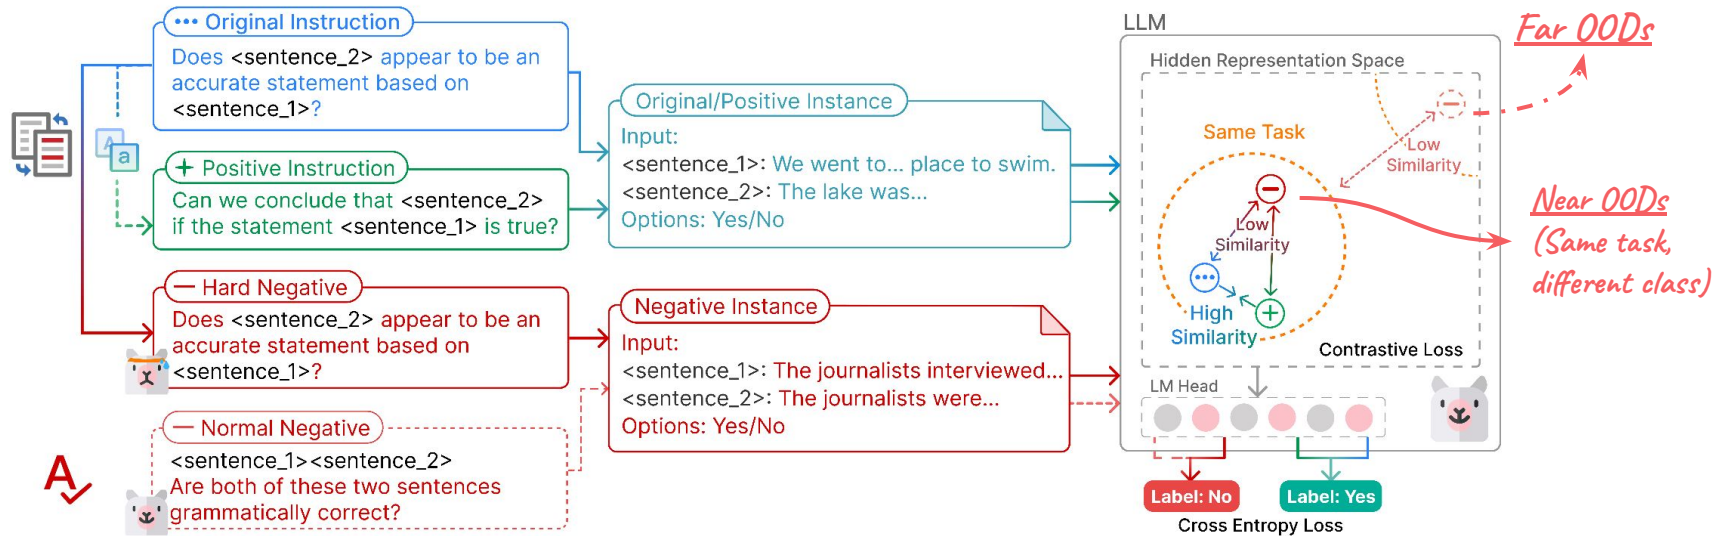 Original Instruction
Does <sentence_2> appear to be an
accurate statement based on
<sentence_1>?
A
a
Positive Instruction
Can we conclude that <sentence_2>
if the statement <sentence_1> is true?
Hard Negative
Does <sentence_2> appear to be an
accurate statement based on
<sentence_1>?
Normal Negative
<sentence_1><sentence_2>
Are both of these two sentences
grammatically correct?
A
Original/Positive Instance
Input:
<sentence_1>: We went to... place to swim.
<sentence_2>: The lake was...
Options: Yes/No
Negative Instance
Input:
<sentence_1>: The journalists interviewed...
<sentence_2>: The journalists were...
Options: Yes/No
LLM
Hidden Representation Space
Same Task
Low
Similarity
Low
Similarity
High
Similarity
Contrastive Loss
LM Head
Label: No
Label: Yes
Cross Entropy Loss
Far OODs
Near OODs
(Same task,
different class)